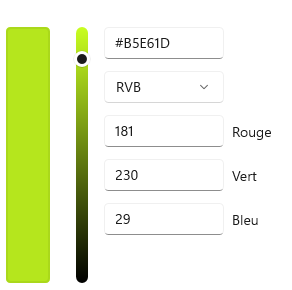 #B5E61D
RVB
181 Rouge
230 Vert
29 Bleu